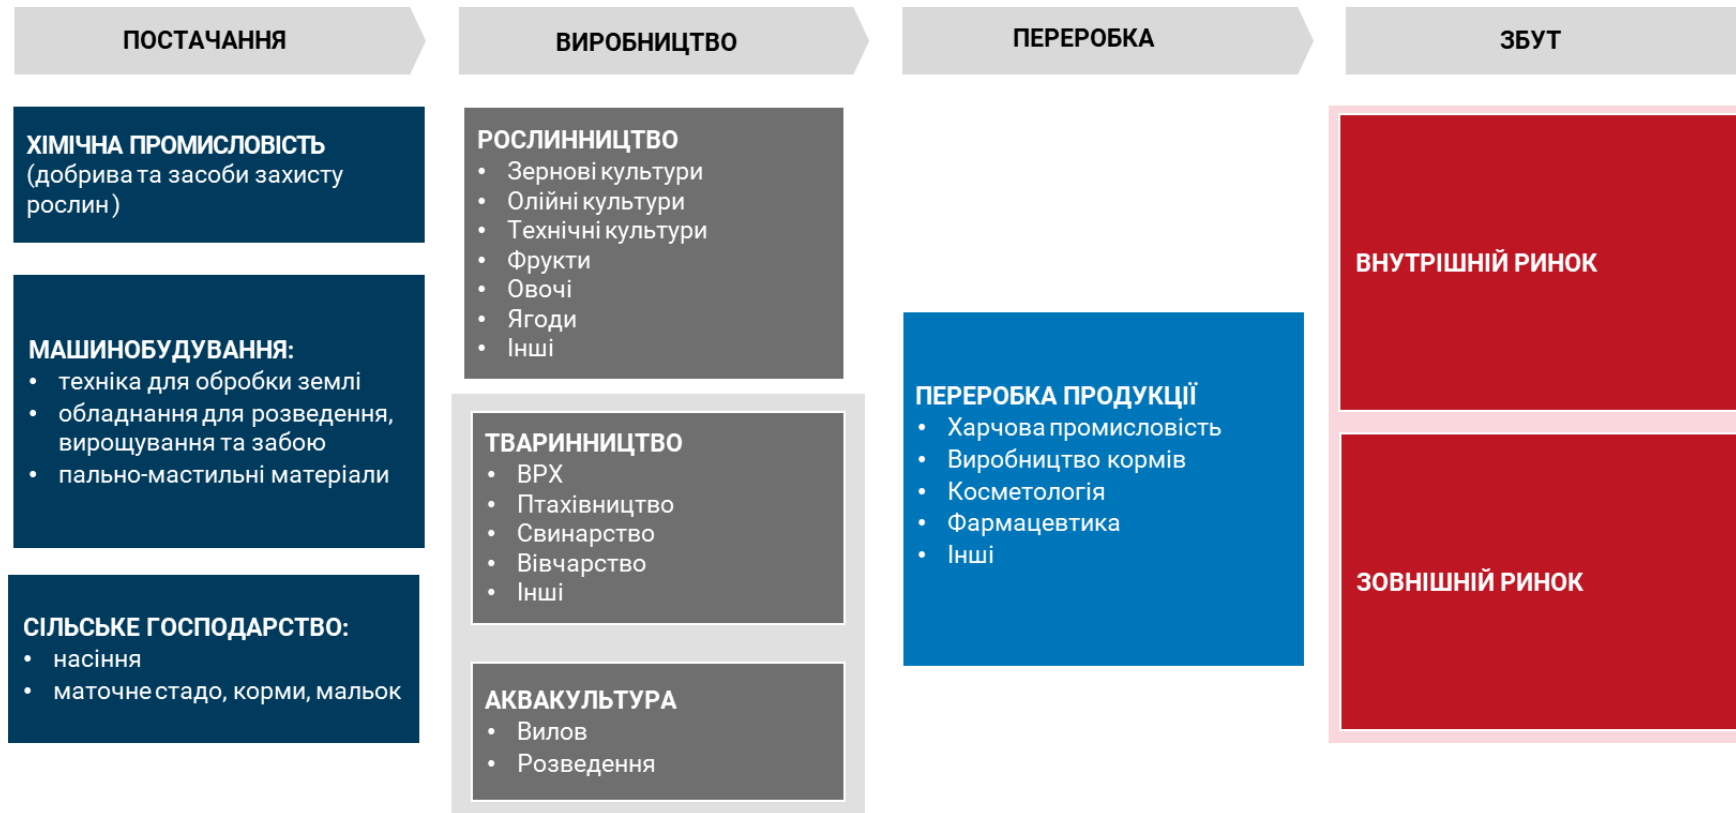 ПОСТАЧАННЯ
ХІМІЧНА ПРОМИСЛОВІСТЬ
(добрива та засоби захисту
рослин)
МАШИНОБУДУВАННЯ:
• техніка для обробки землі
• обладнання для розведення,
вирощування та забою
• пально-мастильні матеріали
СІЛЬСЬКЕ ГОСПОДАРСТВО:
• насіння
• маточне стадо, корми, мальок
ВИРОБНИЦТВО
РОСЛИННИЦТВО
• Зернові культури
• Олійні культури
• Технічні культури
• Фрукти
• Овочі
• Ягоди
• Інші
ТВАРИННИЦТВО
• ВРХ
• Птахівництво
• Свинарство
• Вівчарство
• Інші
АКВАКУЛЬТУРА
• Вилов
• Розведення
ПЕРЕРОБКА
ПЕРЕРОБКА ПРОДУКЦІЇ
• Харчова промисловість
• Виробництво кормів
• Косметологія
• Фармацевтика
• Інші
ЗБУТ
ВНУТРІШНІЙ РИНОК
ЗОВНІШНІЙ РИНОК